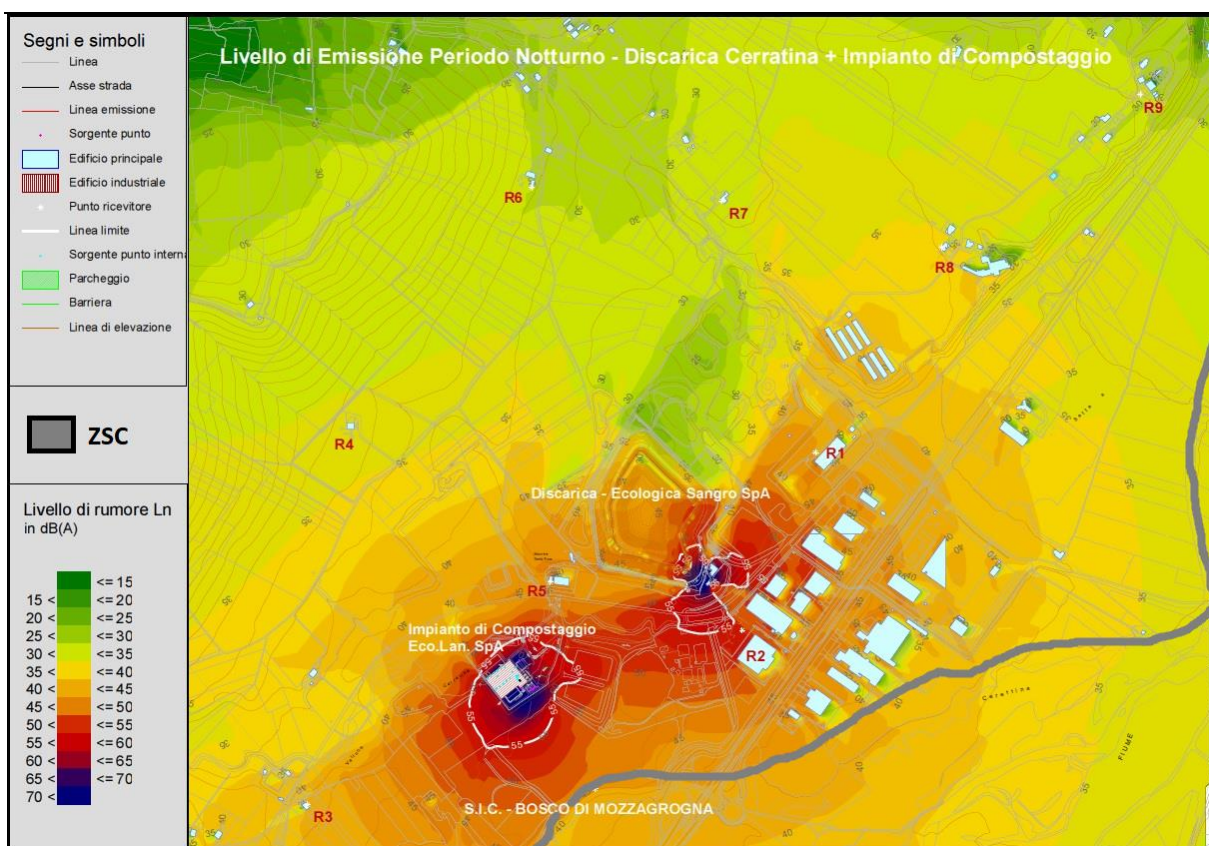 Segni e simboli
Linea
Asse strada
Linea emissione
Sorgente punto
Edificio principale
Edificio industriale
Punto ricevitore
Linea limite
Sorgente punto interna
Parcheggio
Barriera
Linea di elevazione
ZSC
Livello di rumore Ln
in dB(A)
<= 15
15 < <= 20
20 < <= 25
25 < <= 30
30 < <= 35
35 < <= 40
40 < <= 45
45 < <= 50
50 < <= 55
55 < <= 60
60 < <= 65
65 < <= 70
70 <
Livello di Emissione Periodo Notturno - Discarica Cerratina + Impianto di Compostaggio
R9
R6
R7
R8
R4
R1
Discarica - Ecologica Sangro SpA
R5
Impianto di Compostaggio
Eco.Lan. SpA
R2
Cerettina
FIUME
S.I.C. - BOSCO DI MOZZAGROGNA
R3